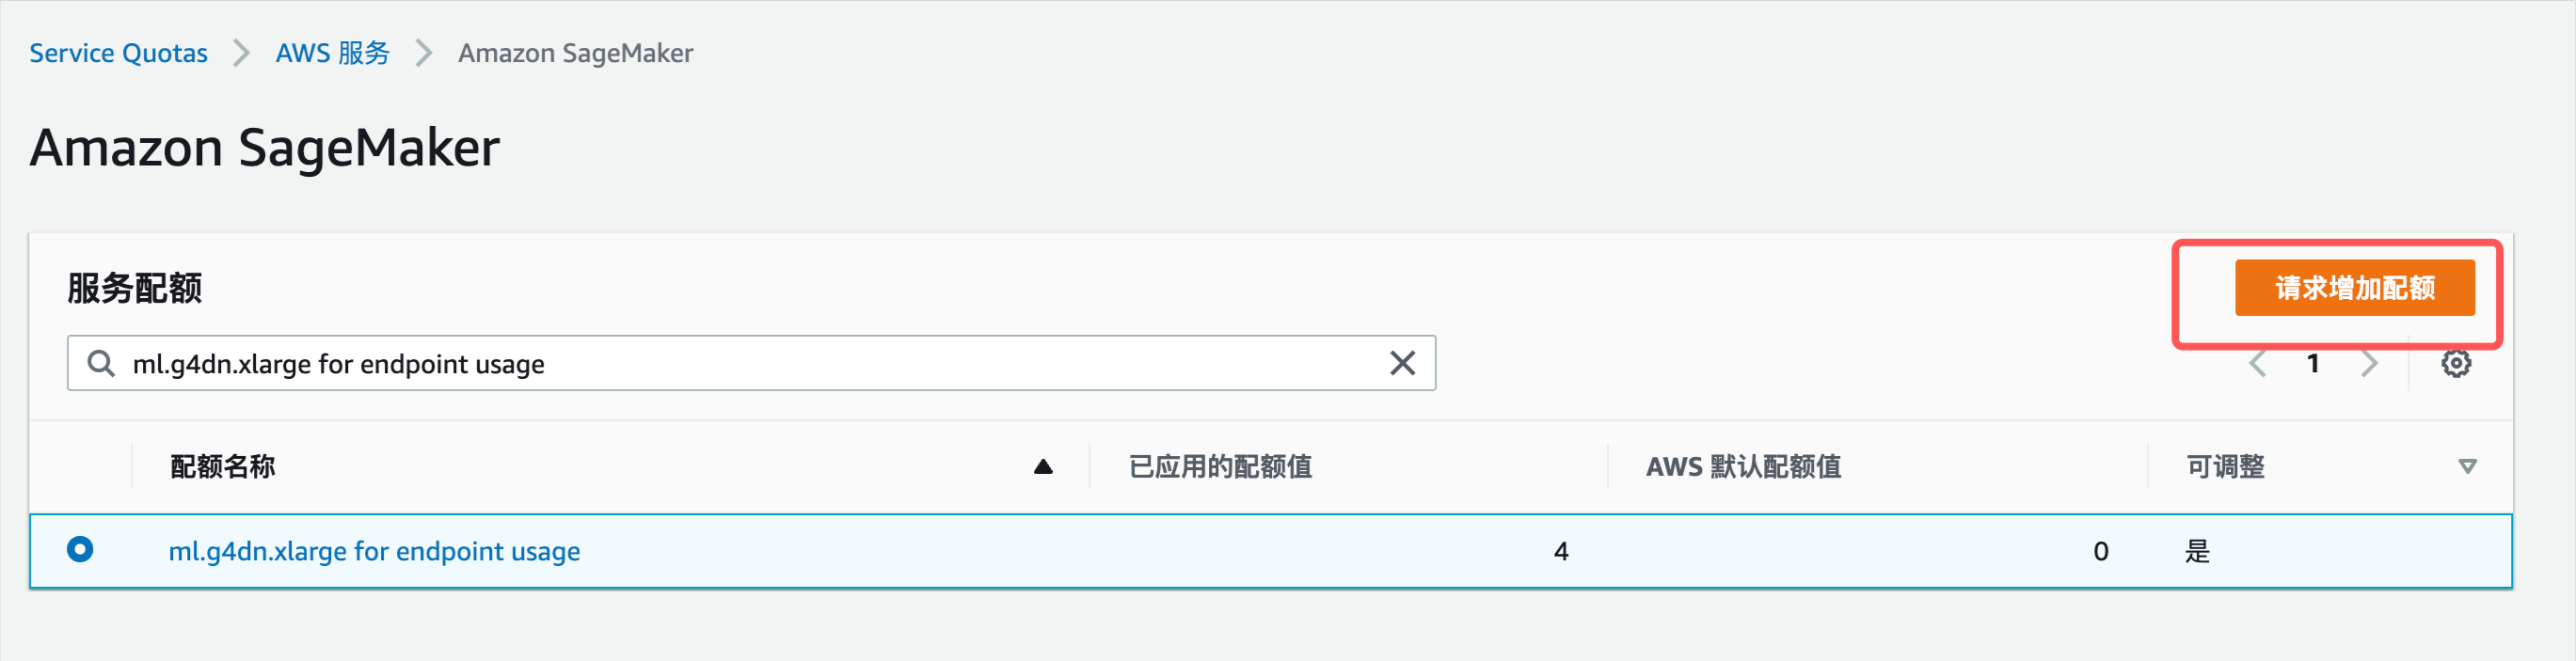 Service Quotas AWS 服务 Amazon SageMaker
Amazon SageMaker
服务配额
请求增加配额
ml.g4dn.xlarge for endpoint usage
1
配额名称 已应用的配额值 AWS 默认配额值 可调整
ml.g4dn.xlarge for endpoint usage 4 0 是